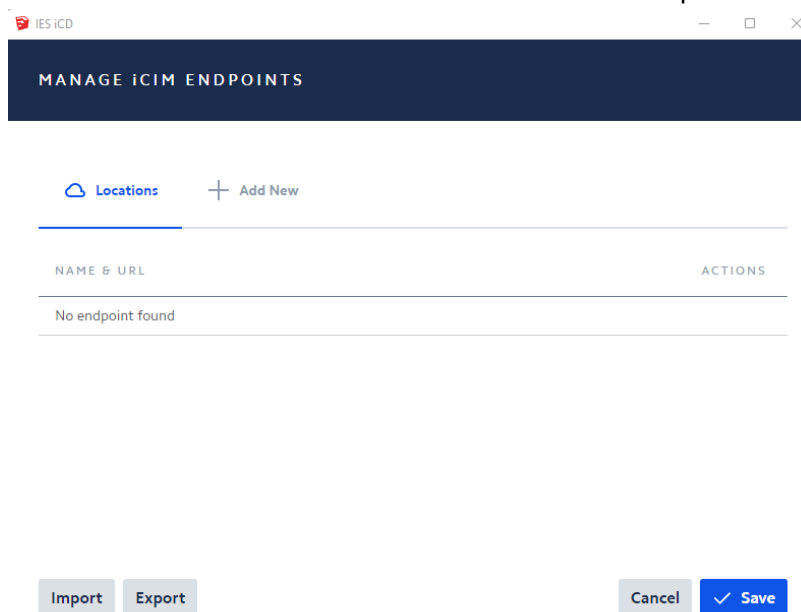 IES iCD
MANAGE iCIM ENDPOINTS
Locations Add New
NAME & URL ACTIONS
No endpoint found
Import Export Cancel Save